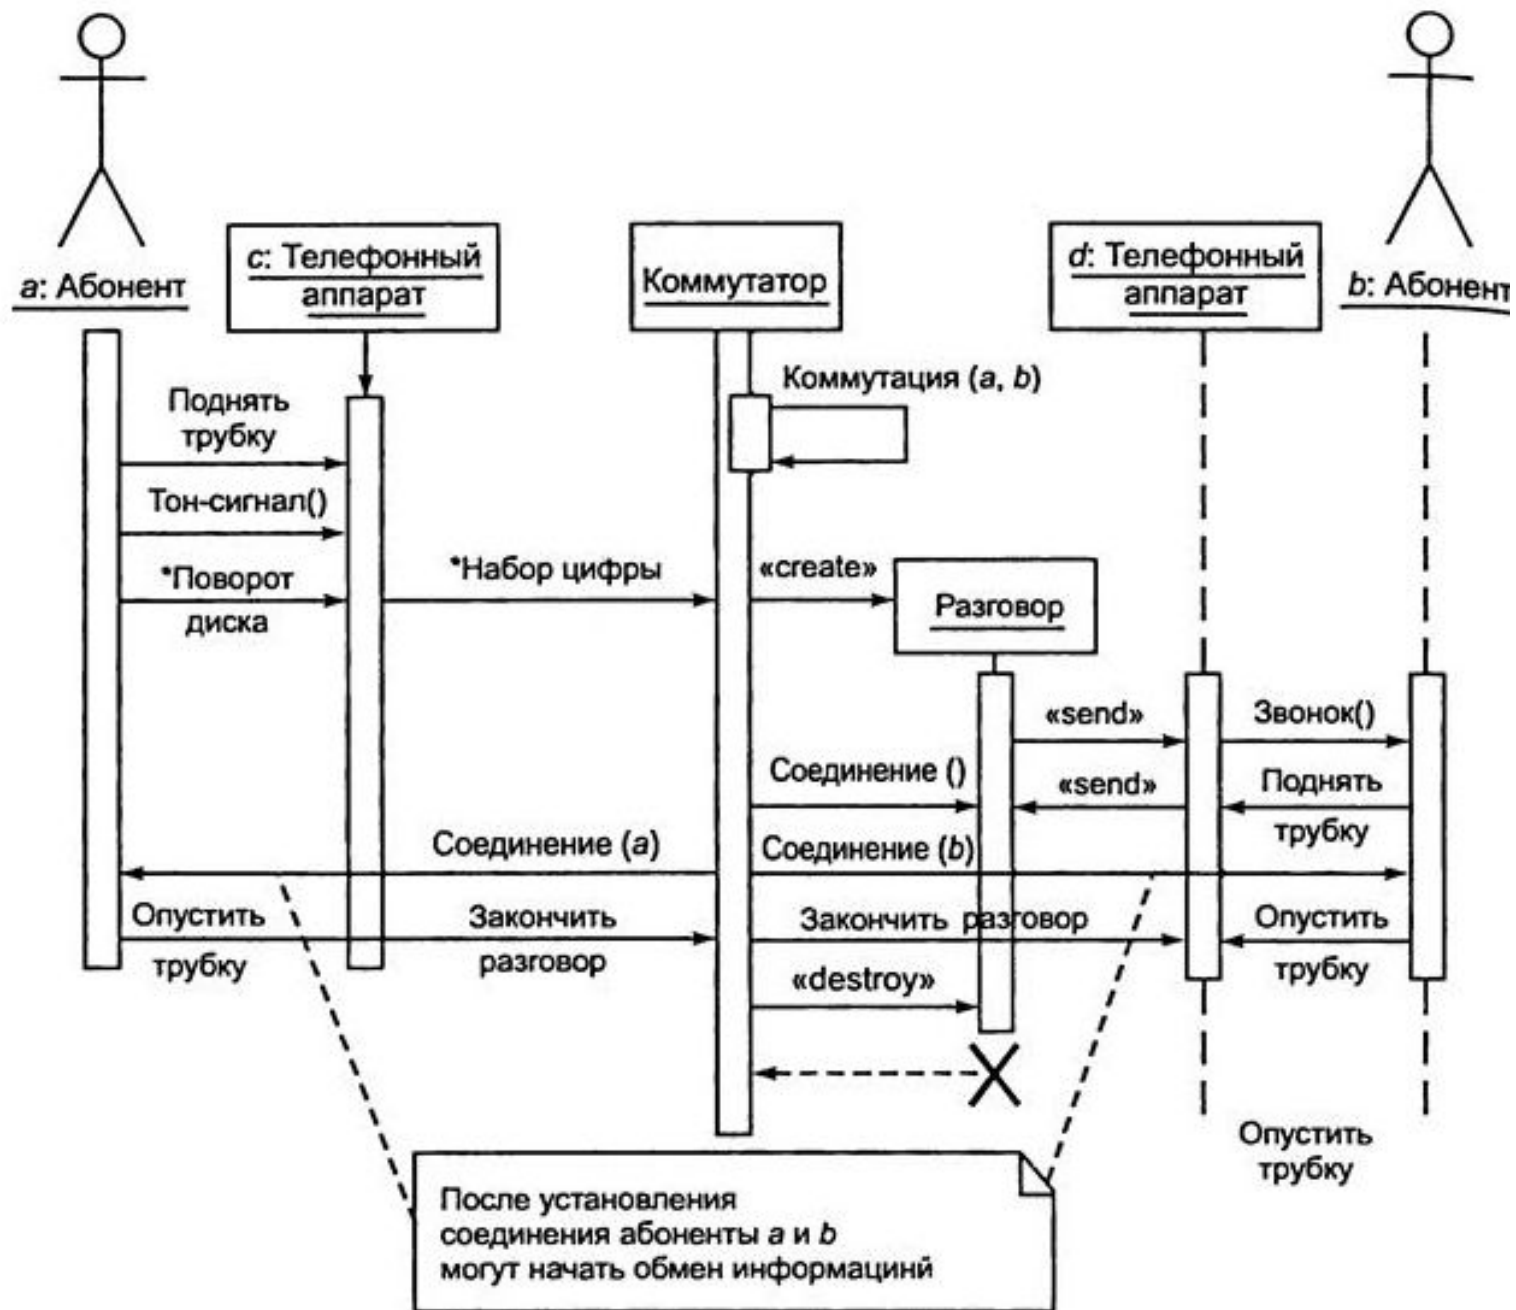 a: Абонент
c: Телефонный
аппарат
Коммутатор
d: Телефонный
аппарат
b: Абонент
Коммутация (a, b)
Поднять
трубку
Тон-сигнал()
*Поворот
диска
*Набор цифры
«create»
Разговор
«send»
Звонок()
Соединение ()
«send»
Поднять
трубку
Соединение (a)
Соединение (b)
Опустить
трубку
Закончить
разговор
Закончить разговор
Опустить
трубку
«destroy»
Опустить
трубку
После установления
соединения абоненты a и b
могут начать обмен информацинй